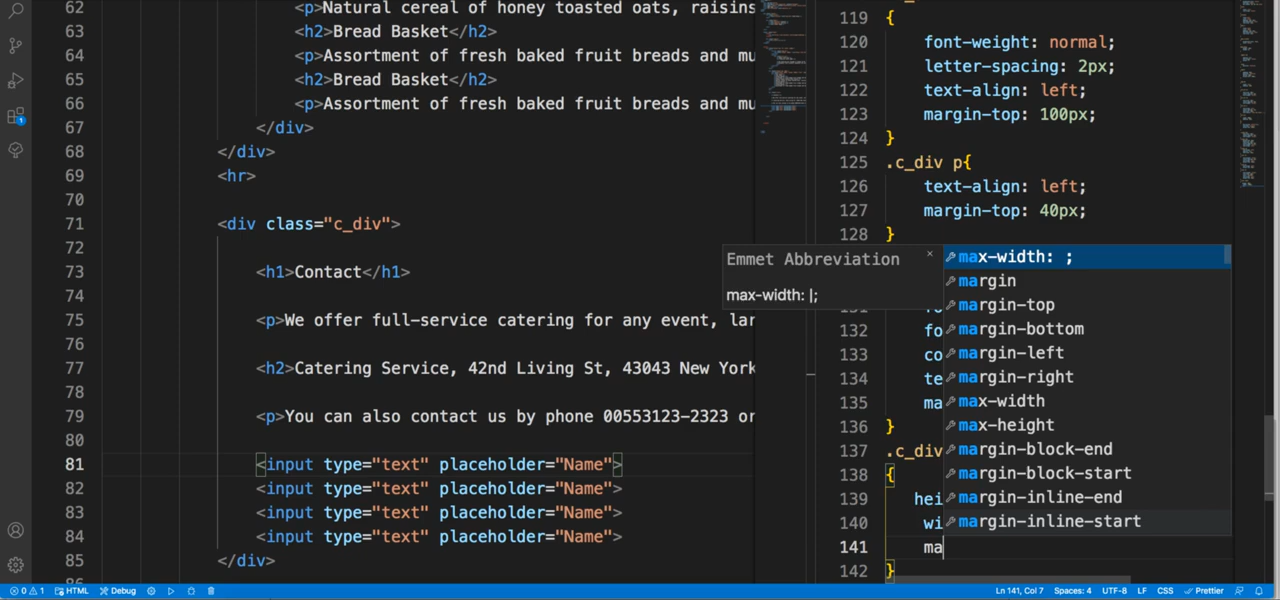 62 <p>Natural cereal of honey toasted oats, raisins
63 <h2>Bread Basket</h2>
64 <p>Assortment of fresh baked fruit breads and mu
65 <h2>Bread Basket</h2>
66 <p>Assortment of fresh baked fruit breads and mu
67 </div>
68 </div>
69 <hr>
70
71 <div class="c_div">
72
73 <h1>Contact</h1>
74
75 <p>We offer full-service catering for any event, lar
76
77 <h2>Catering Service, 42nd Living St, 43043 New York
78
79 <p>You can also contact us by phone 00553123-2323 or
80
81 <input type="text" placeholder="Name">
82 <input type="text" placeholder="Name">
83 <input type="text" placeholder="Name">
84 <input type="text" placeholder="Name">
85 </div>
119 {
120 font-weight: normal;
121 letter-spacing: 2px;
122 text-align: left;
123 margin-top: 100px;
124 }
125 .c_div p{
126 text-align: left;
127 margin-top: 40px;
128 }
132 fo
133 co
134 te
135 ma
136 }
137 .c_div
138 {
139 hei
140 wi
141 ma
142 }
Emmet Abbreviation ×
max-width: |;
max-width: ;
margin
margin-top
margin-bottom
margin-left
margin-right
max-width
max-height
margin-block-end
margin-block-start
margin-inline-end
margin-inline-start
1
0 1 HTML Debug Ln 141, Col 7 Spaces: 4 UTF-8 LF CSS Prettier